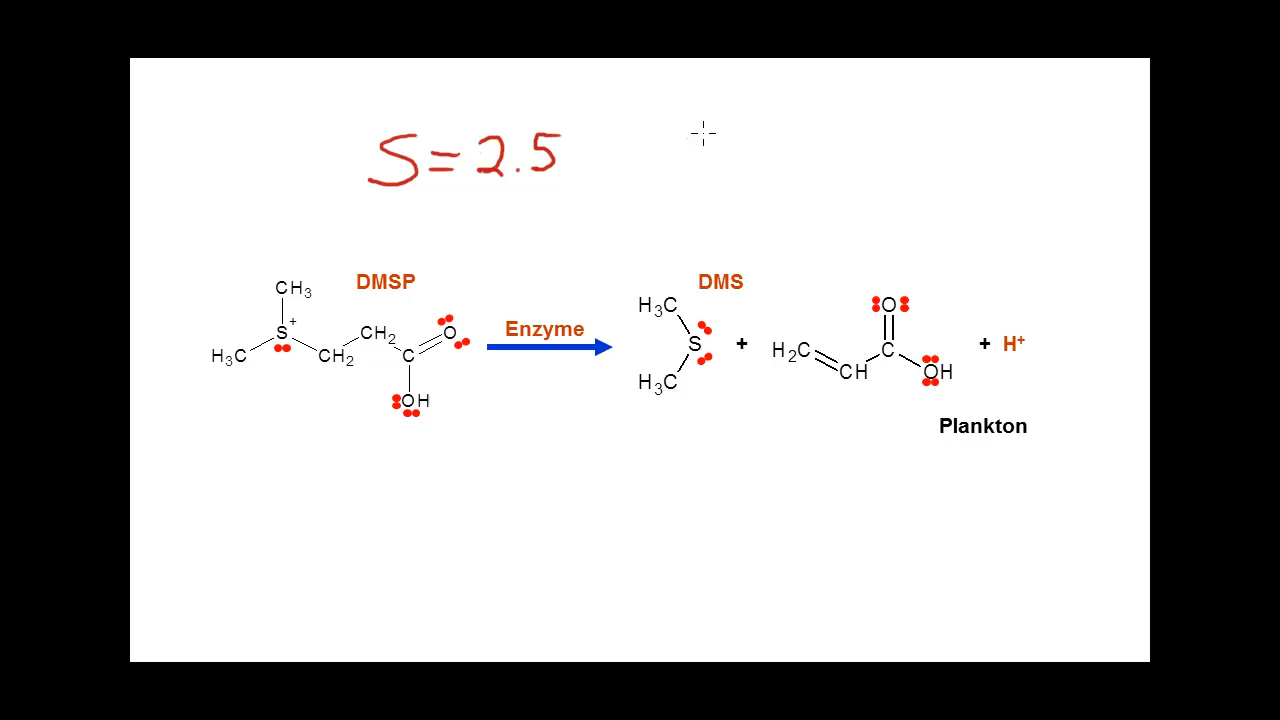 S = 2.5
DMSP
DMS
CH3
S+
H3C
CH2
CH2
C
O
OH
Enzyme
H3C
S
H3C
+
O
H2C
CH
C
OH
+ H+
Plankton